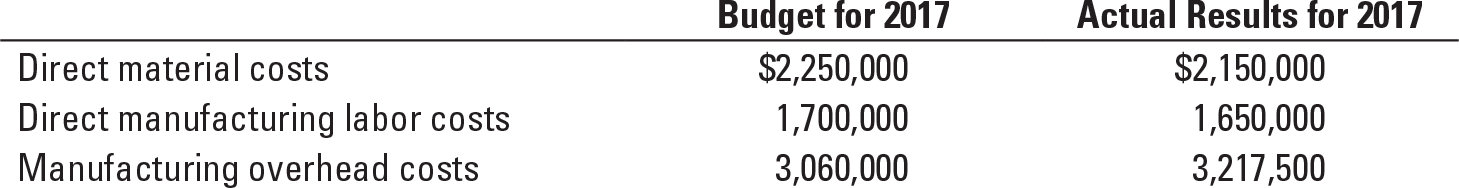 Budget for 2017 Actual Results for 2017
Direct material costs $2,250,000 $2,150,000
Direct manufacturing labor costs 1,700,000 1,650,000
Manufacturing overhead costs 3,060,000 3,217,500